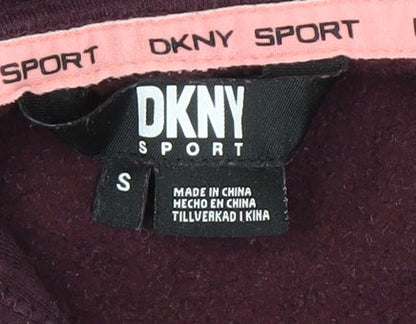 SPORT DKNY SPORT
DKNY
SPORT
S
MADE IN CHINA
HECHO EN CHINA
TILLVERKAD I KINA